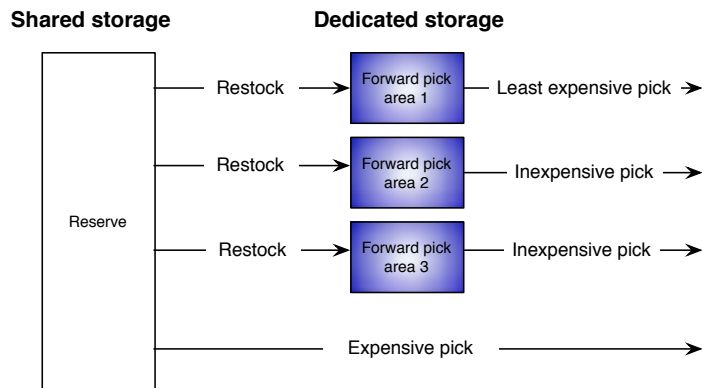 Shared storage
Dedicated storage
Restock
Forward pick
area 1
Least expensive pick
Restock
Forward pick
area 2
Inexpensive pick
Reserve
Restock
Forward pick
area 3
Inexpensive pick
Expensive pick